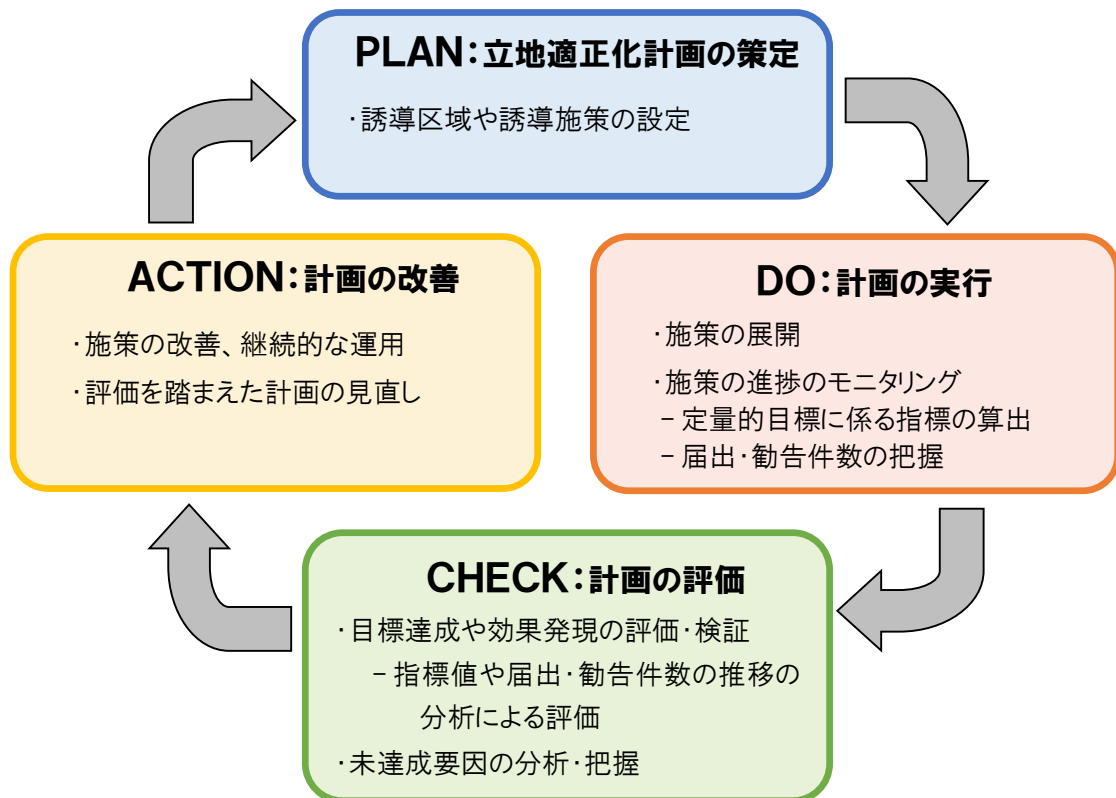 PLAN：立地適正化計画の策定
・誘導区域や誘導施策の設定
DO：計画の実行
・施策の展開
・施策の進捗のモニタリング
－定量的目標に係る指標の算出
－届出・勧告件数の把握
CHECK：計画の評価
・目標達成や効果発現の評価・検証
－指標値や届出・勧告件数の推移の
分析による評価
・未達成要因の分析・把握
ACTION：計画の改善
・施策の改善、継続的な運用
・評価を踏まえた計画の見直し